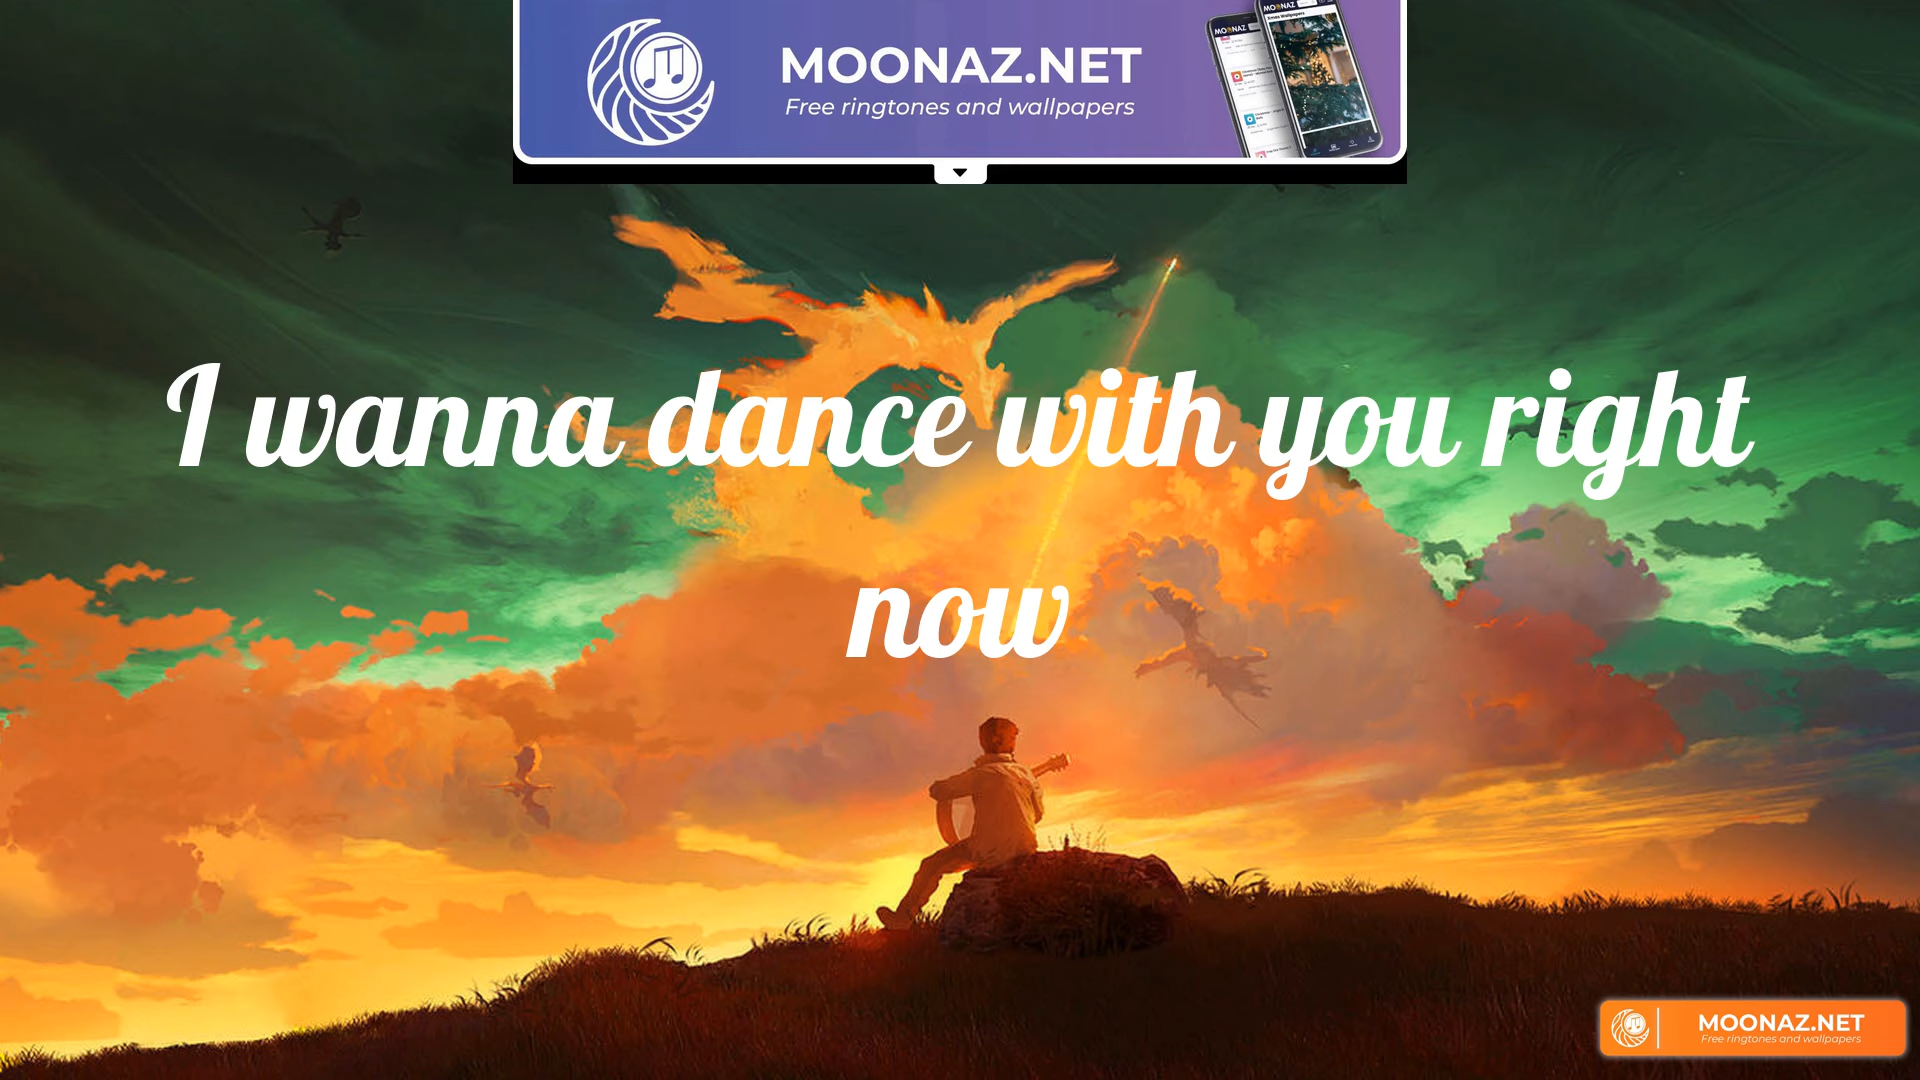 MOONAZ.NET
Free ringtones and wallpapers
I wanna dance with you right
now
MOONAZ.NET
Free ringtones and wallpapers